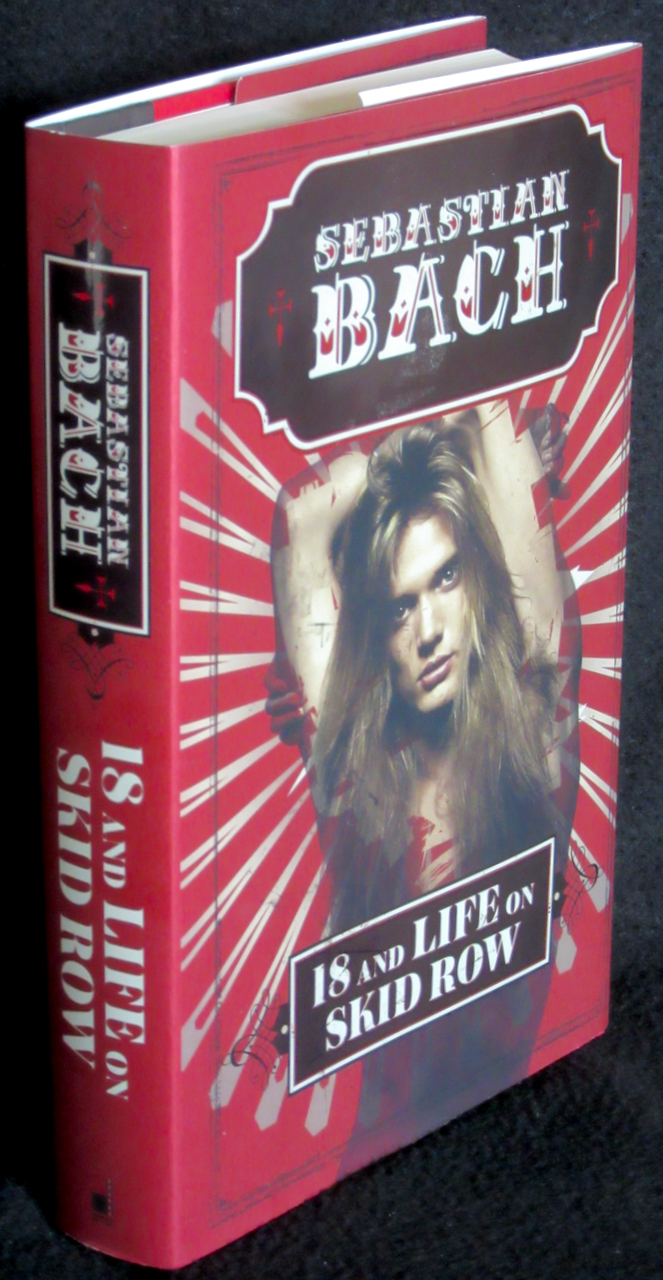 SEBASTIAN
BACH
18 AND LIFE ON
SKID ROW
SEBASTIAN
BACH
18 AND LIFE ON
SKID ROW